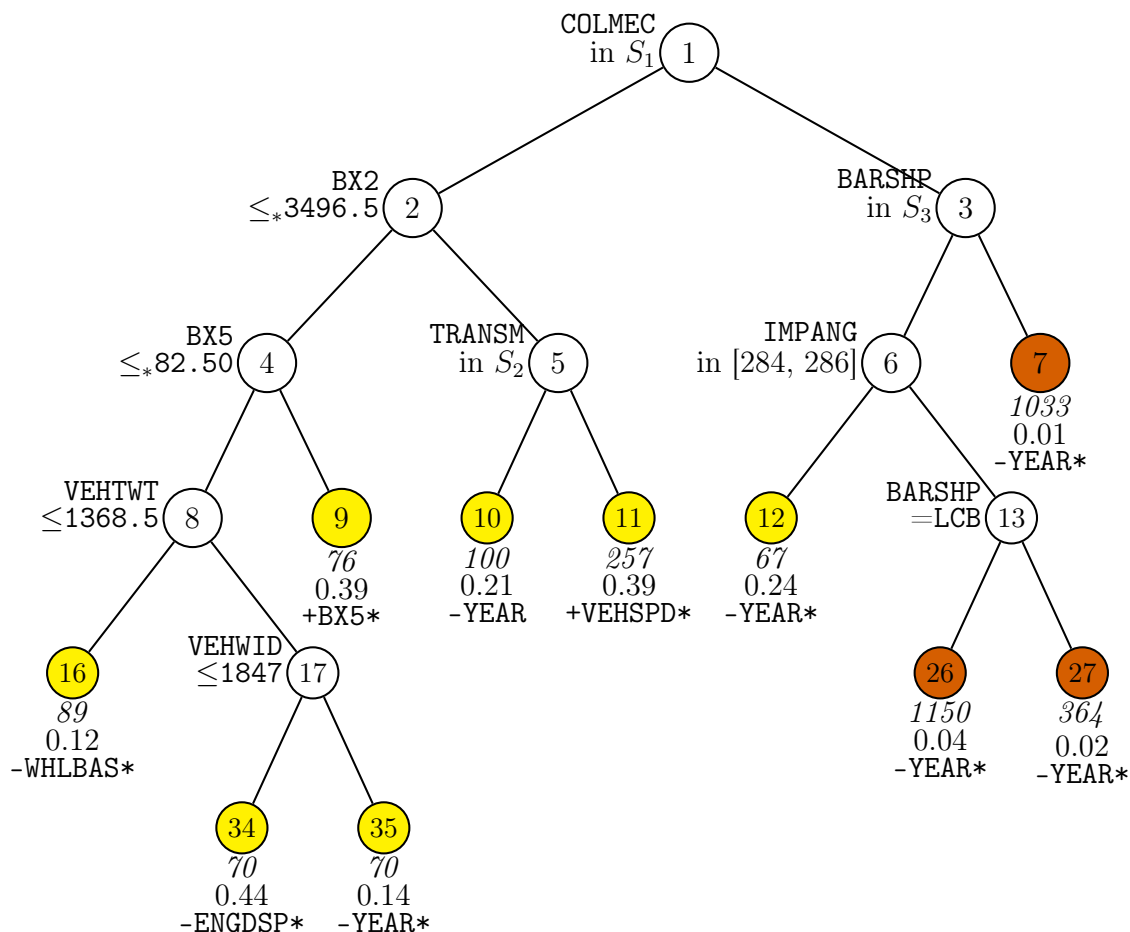 COLMEC
in S₁
1
BX2
≤*3496.5
2
BARSHP
in S₃
3
BX5
≤*82.50
4
TRANSM
in S₂
5
IMPANG
in [284, 286]
6
7
1033
0.01
-YEAR*
VEHTWT
≤1368.5
8
9
76
0.39
+BX5*
10
100
0.21
-YEAR
11
257
0.39
+VEHSPD*
12
67
0.24
-YEAR*
BARSHP
=LCB
13
16
89
0.12
-WHLBAS*
VEHWID
≤1847
17
26
1150
0.04
-YEAR*
27
364
0.02
-YEAR*
34
70
0.44
-ENGDSP*
35
70
0.14
-YEAR*